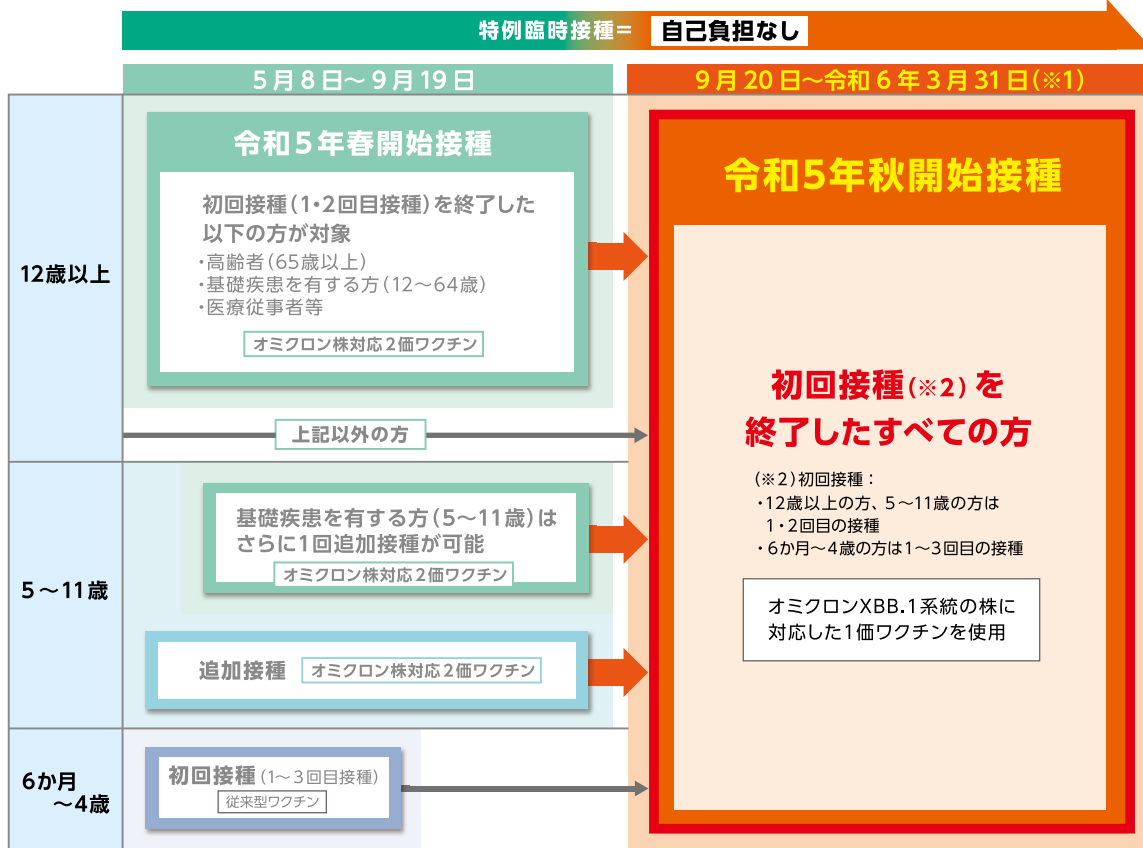 特例臨時接種= 自己負担なし
5月8日～9月19日
9月20日～令和6年3月31日(※1)
12歳以上
令和5年春開始接種
初回接種(1・2回目接種)を終了した
以下の方が対象
・高齢者(65歳以上)
・基礎疾患を有する方(12～64歳)
・医療従事者等
オミクロン株対応2価ワクチン
上記以外の方
5～11歳
基礎疾患を有する方(5～11歳)は
さらに1回追加接種が可能
オミクロン株対応2価ワクチン
追加接種 オミクロン株対応2価ワクチン
6か月
～4歳
初回接種(1～3回目接種)
従来型ワクチン
令和5年秋開始接種
初回接種(※2)を
終了したすべての方
(※2)初回接種：
・12歳以上の方、5～11歳の方は
1・2回目の接種
・6か月～4歳の方は1～3回目の接種
オミクロンXBB.1系統の株に
対応した1価ワクチンを使用